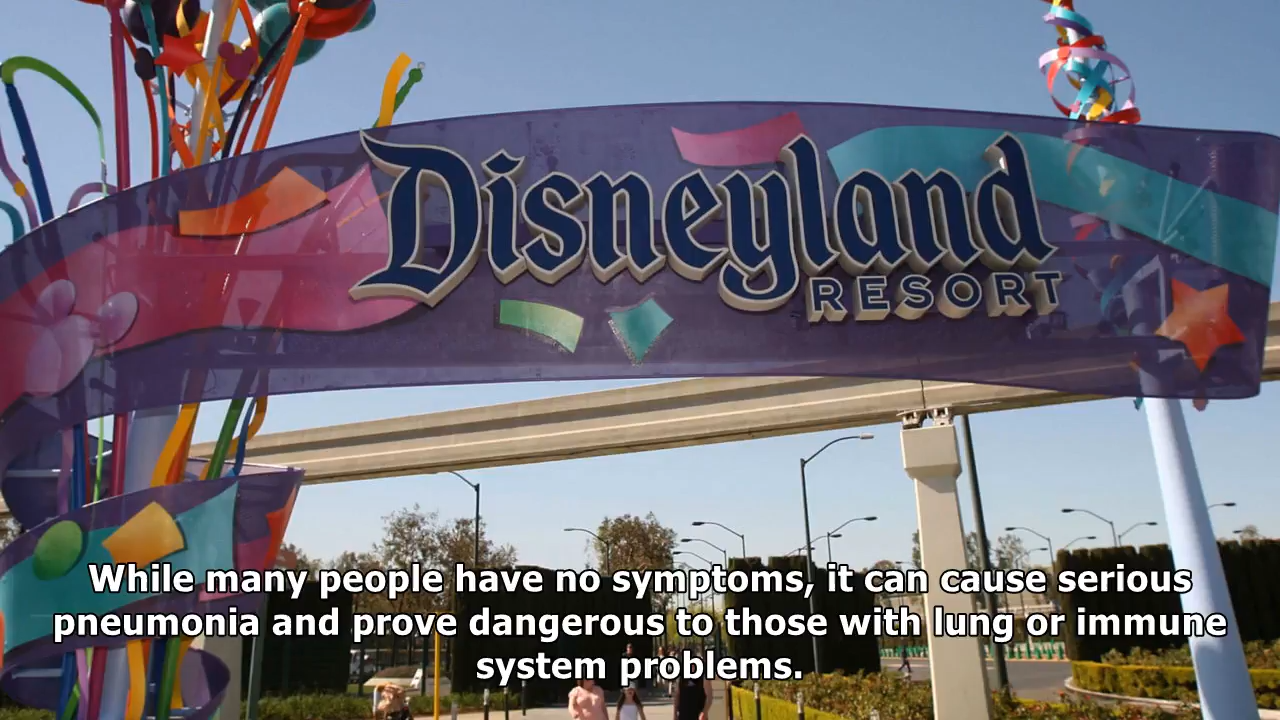 Disneyland
RESORT
While many people have no symptoms, it can cause serious
pneumonia and prove dangerous to those with lung or immune
system problems.